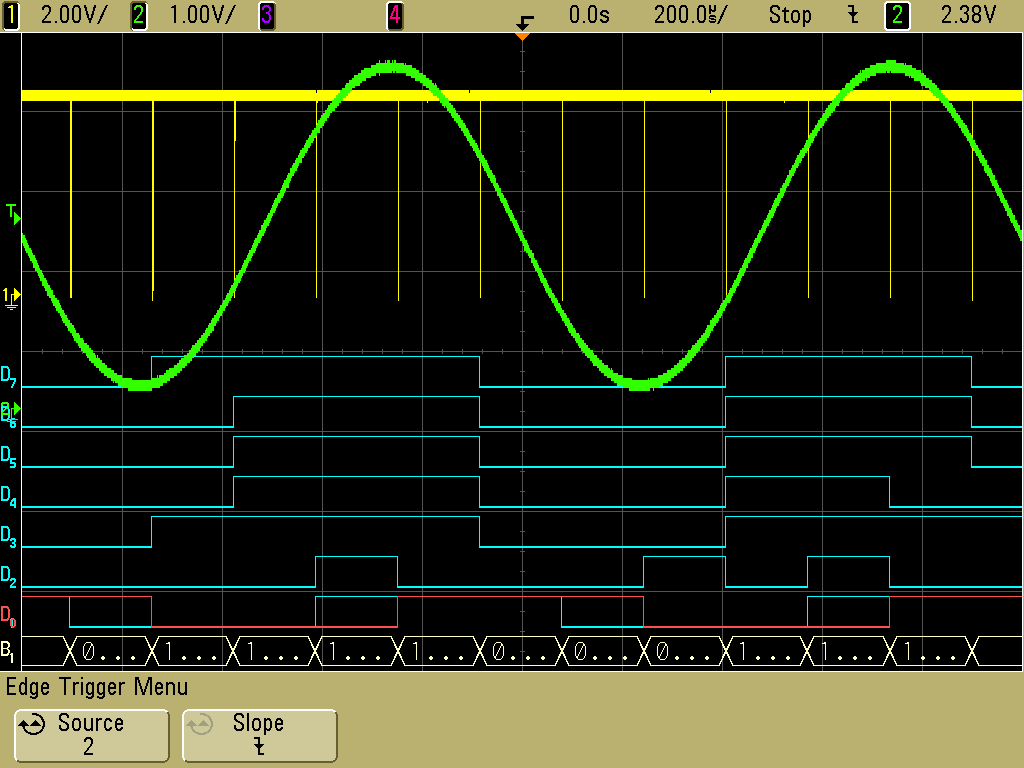 1 2.00V/ 2 1.00V/ 3 4 0.0s 200.0µs/ Stop 2 2.38V
T
1
D7
D5
D4
D3
D2
D0
B1 0... 1... 1... 1... 1... 0... 0... 0... 1... 1... 1...
Edge Trigger Menu
Source Slope
2